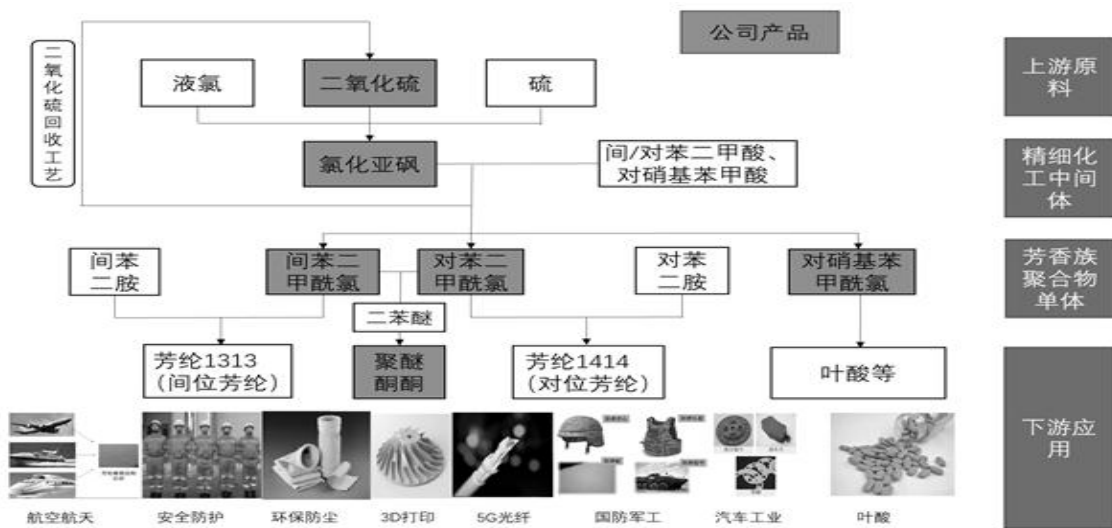 公司产品
二
氧
化
硫
回
收
工
艺
液氯
二氧化硫
硫
上游原
料
氯化亚砜
间/对苯二甲酸、
对硝基苯甲酸
精细化
工中间
体
间苯
二胺
间苯二
甲酰氯
对苯二
甲酰氯
对苯
二胺
对硝基苯
甲酰氯
芳香族
聚合物
单体
二苯醚
芳纶1313
（间位芳纶）
聚醚
酮酮
芳纶1414
（对位芳纶）
叶酸等
下游应
用
航空航天
安全防护
环保防尘
3D打印
5G光纤
国防军工
汽车工业
叶酸